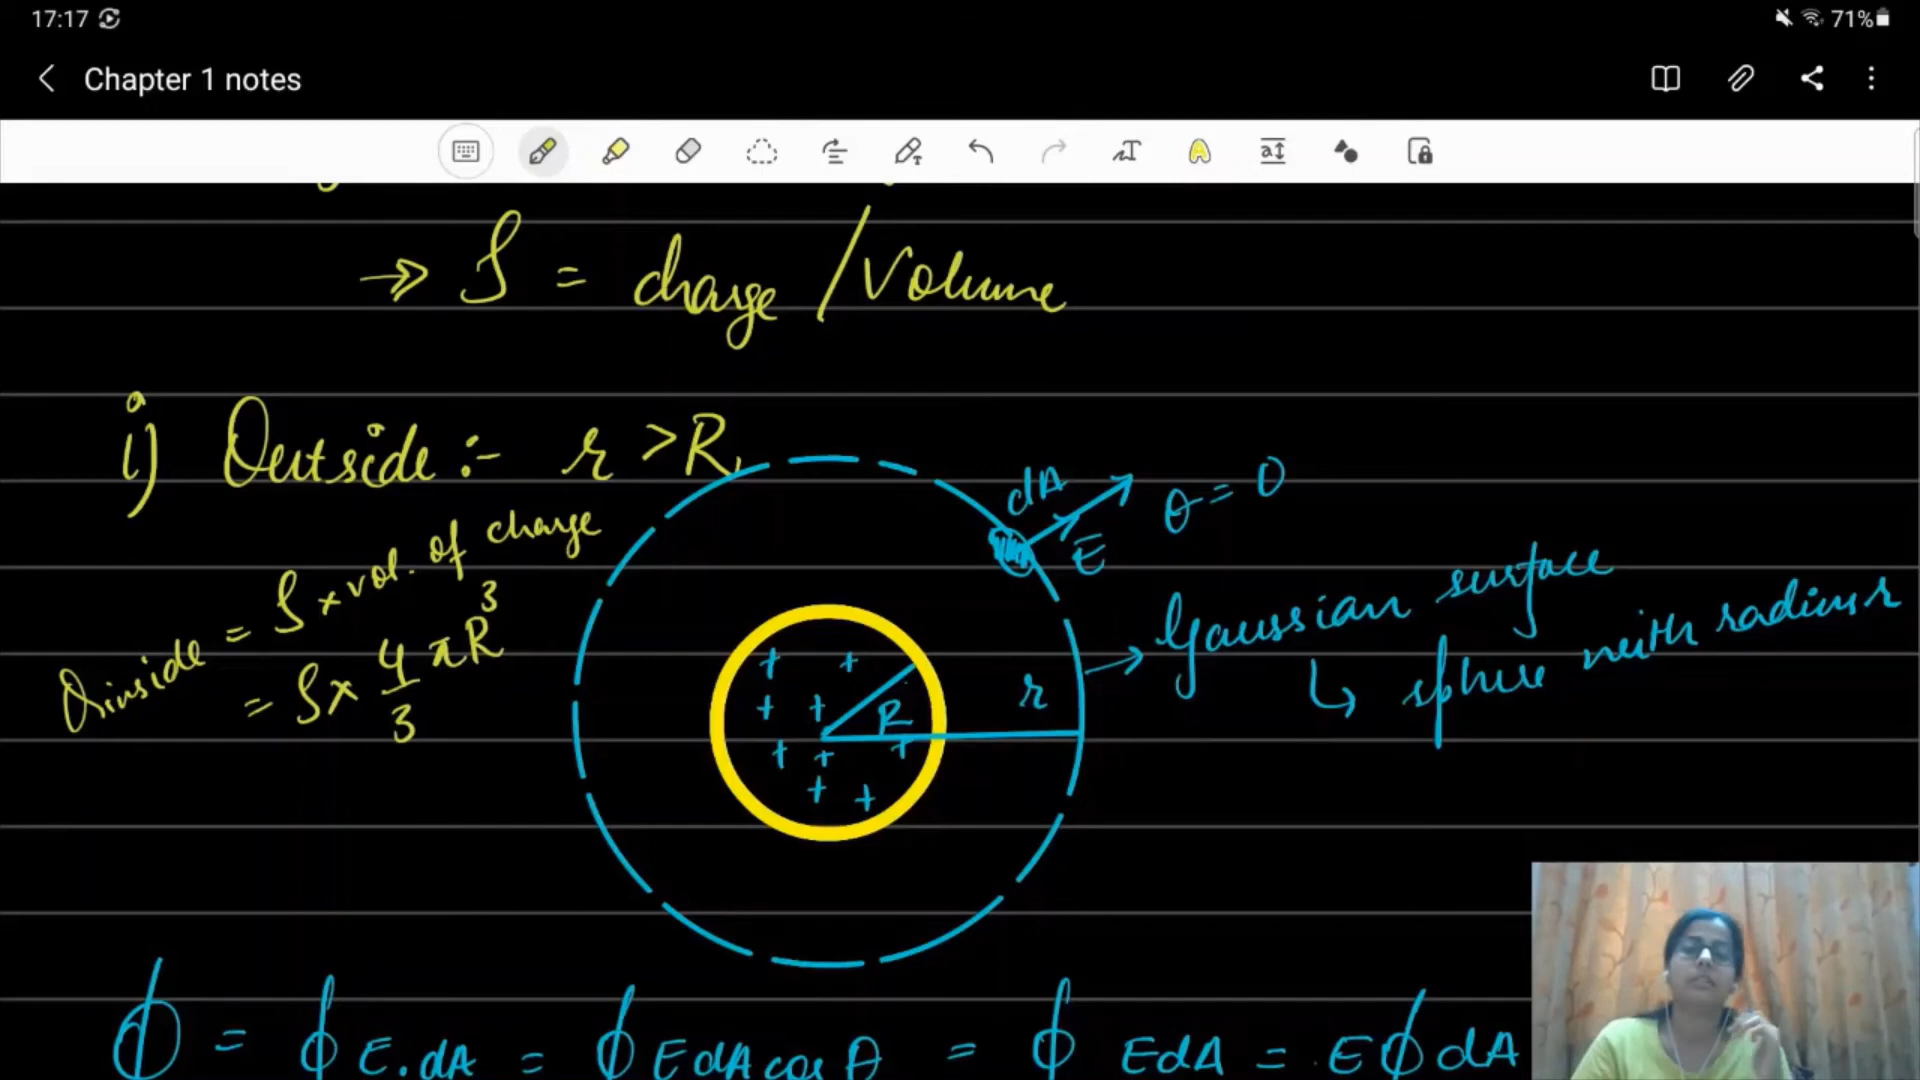 17:17
71%
Chapter 1 notes
⇒ ρ = charge / Volume
i) Outside :- r > R,
Qinside = ρ × vol. of charge
= ρ × 4/3 πR³
dA
E
θ = 0
→ Gaussian surface
↳ sphere with radius r
R
r
+ + + + + + + + + +
ϕ = ∮ E.dA = ∮ EdA cos θ = ∮ EdA = E∮dA